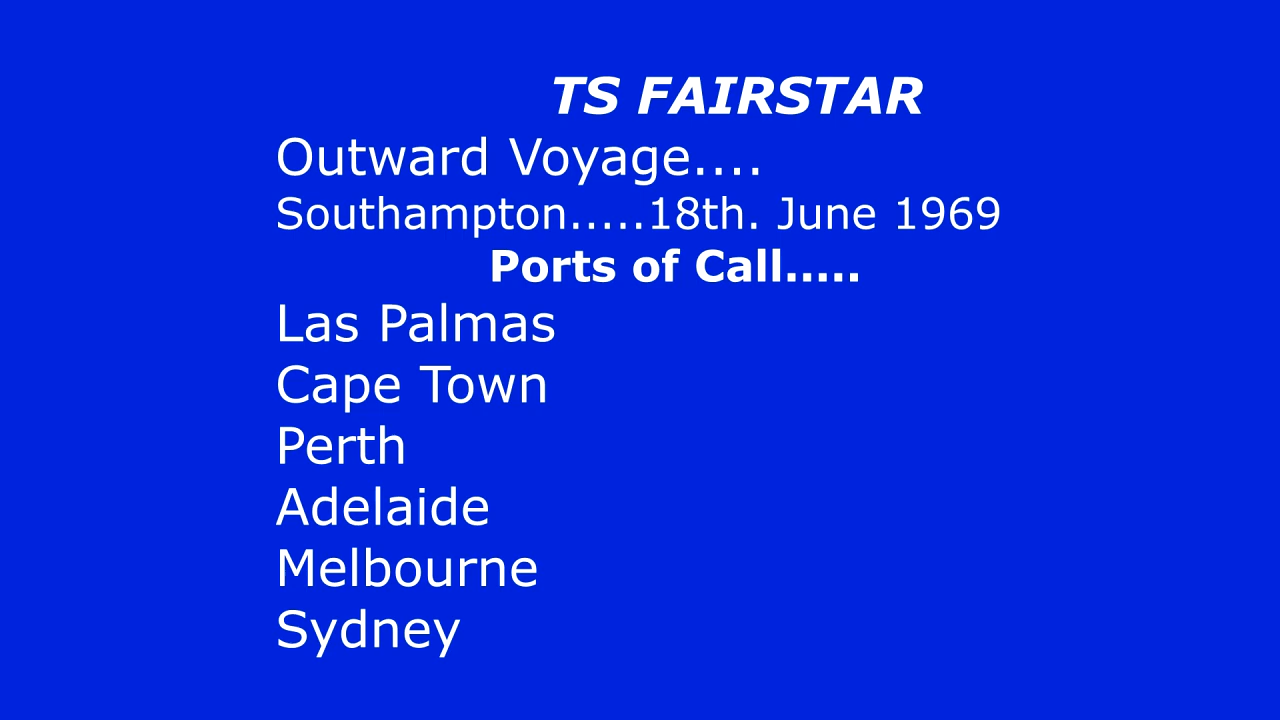 TS FAIRSTAR
Outward Voyage....
Southampton.....18th. June 1969
Ports of Call.....
Las Palmas
Cape Town
Perth
Adelaide
Melbourne
Sydney